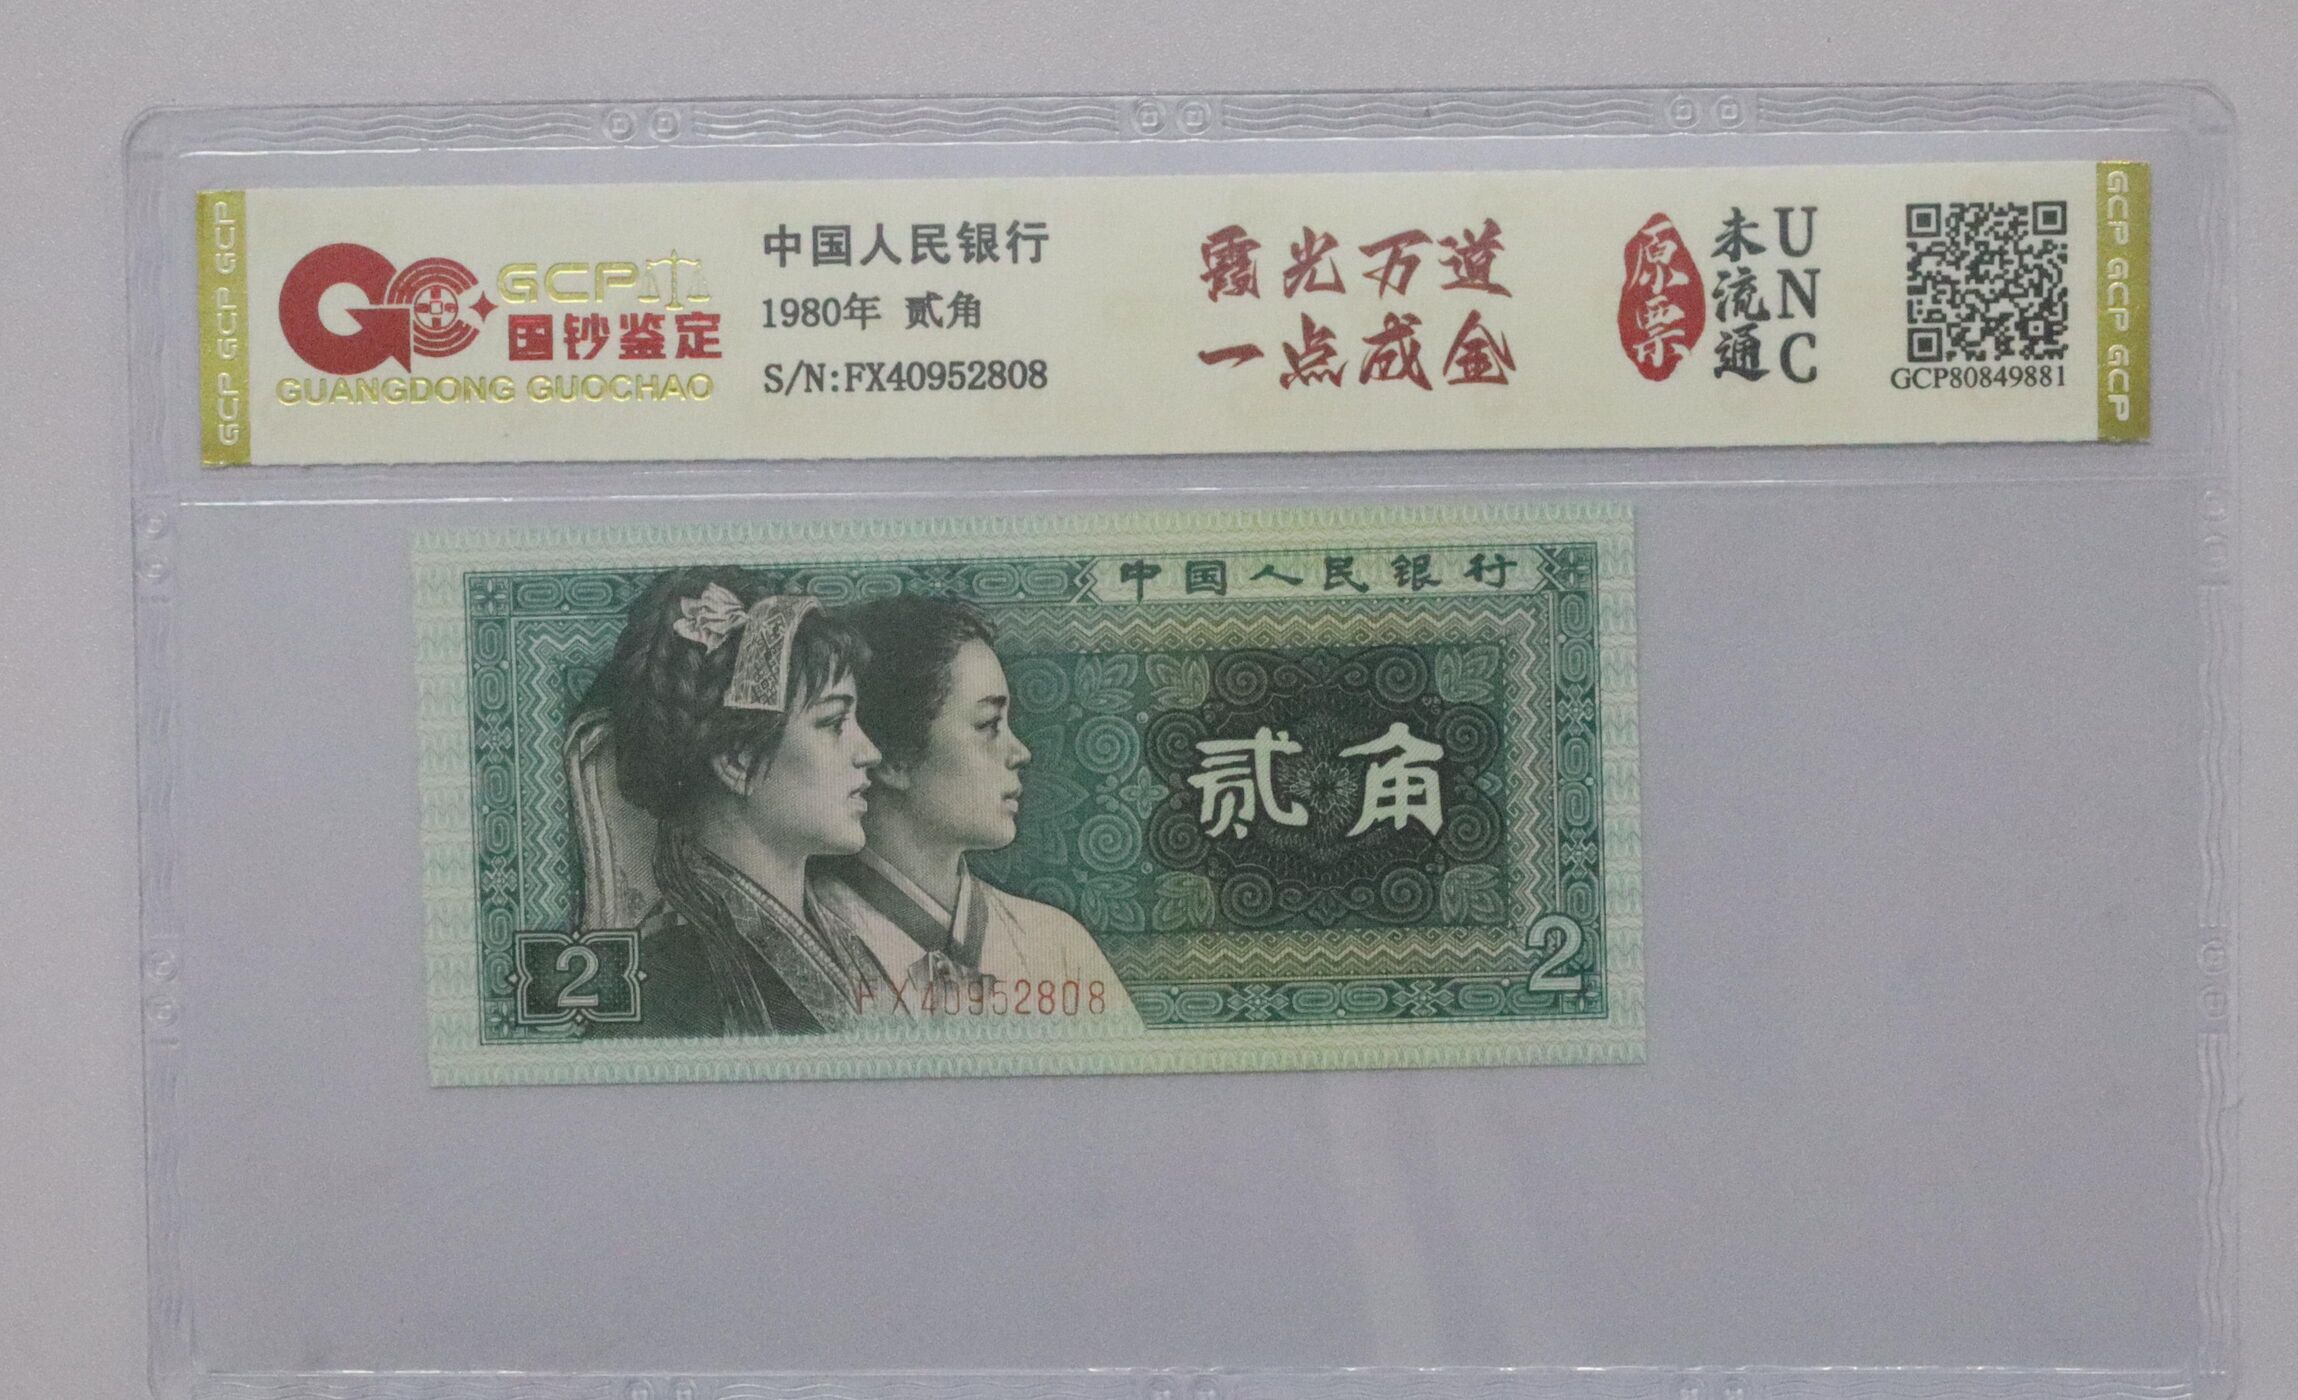 GCP GCP GCP GCP
GCP
国钞鉴定
GUANGDONG GUOCHAO
中国人民银行
1980年 贰角
S/N:FX40952808
霞光万道
一点成金
原票
未流通
UNC
GCP80849881
GCP GCP GCP GCP
中国人民银行
贰角
2
FX40952808
2